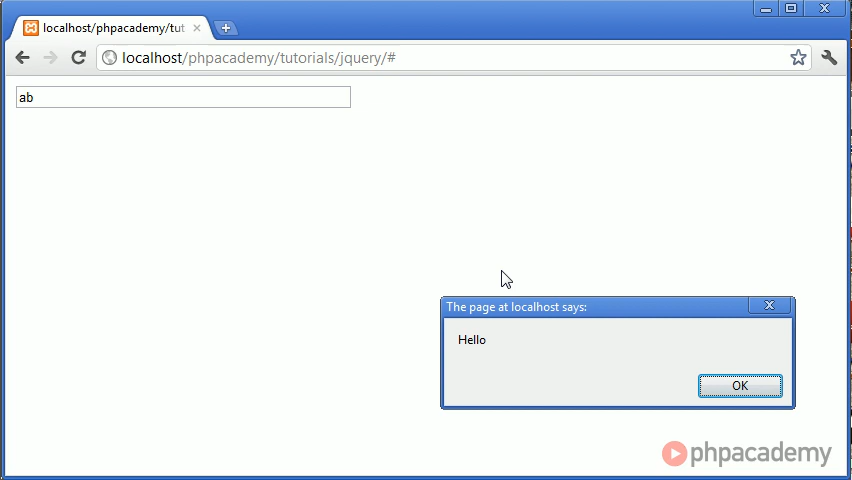 localhost/phpacademy/tut
localhost/phpacademy/tutorials/jquery/#
ab
The page at localhost says:
Hello
OK
phpacademy